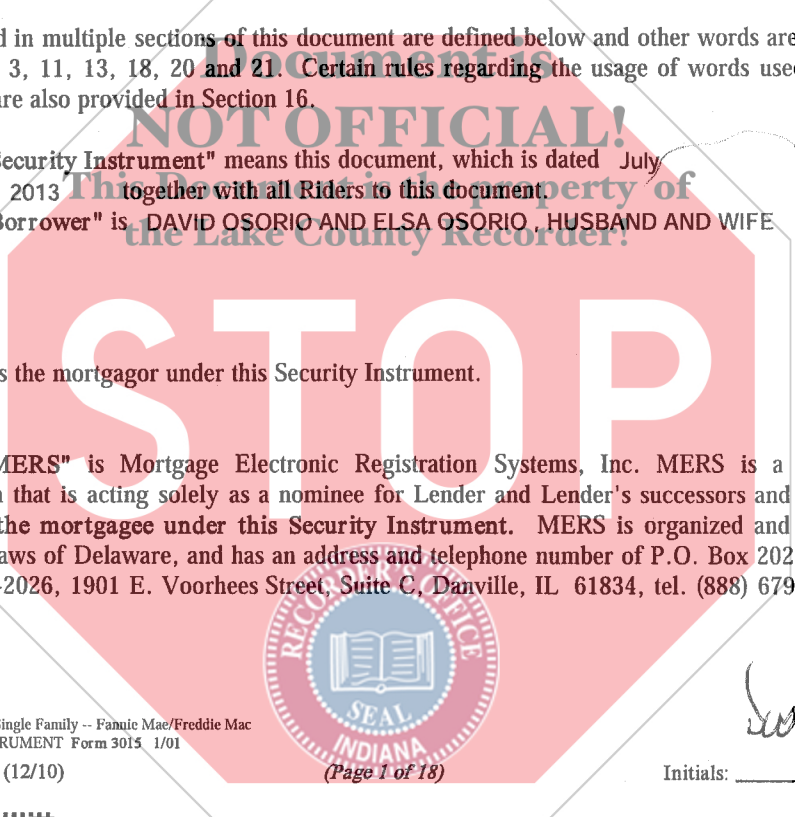 d in multiple sections of this document are defined below and other words are
3, 11, 13, 18, 20 and 21. Certain rules regarding the usage of words used
are also provided in Section 16.
Document is
NOT OFFICIAL!
This Document is the property of
the Lake County Recorder!
Security Instrument" means this document, which is dated July
2013 together with all Riders to this document.
Borrower" is DAVID OSORIO AND ELSA OSORIO , HUSBAND AND WIFE
STOP
s the mortgagor under this Security Instrument.
MERS" is Mortgage Electronic Registration Systems, Inc. MERS is a
n that is acting solely as a nominee for Lender and Lender's successors and
the mortgagee under this Security Instrument. MERS is organized and
aws of Delaware, and has an address and telephone number of P.O. Box 202
-2026, 1901 E. Voorhees Street, Suite C, Danville, IL 61834, tel. (888) 679
RECORDER'S OFFICE
SEAL
INDIANA
Single Family -- Fannie Mae/Freddie Mac
RUMENT Form 3015 1/01
(12/10)
(Page 1 of 18)
Initials: